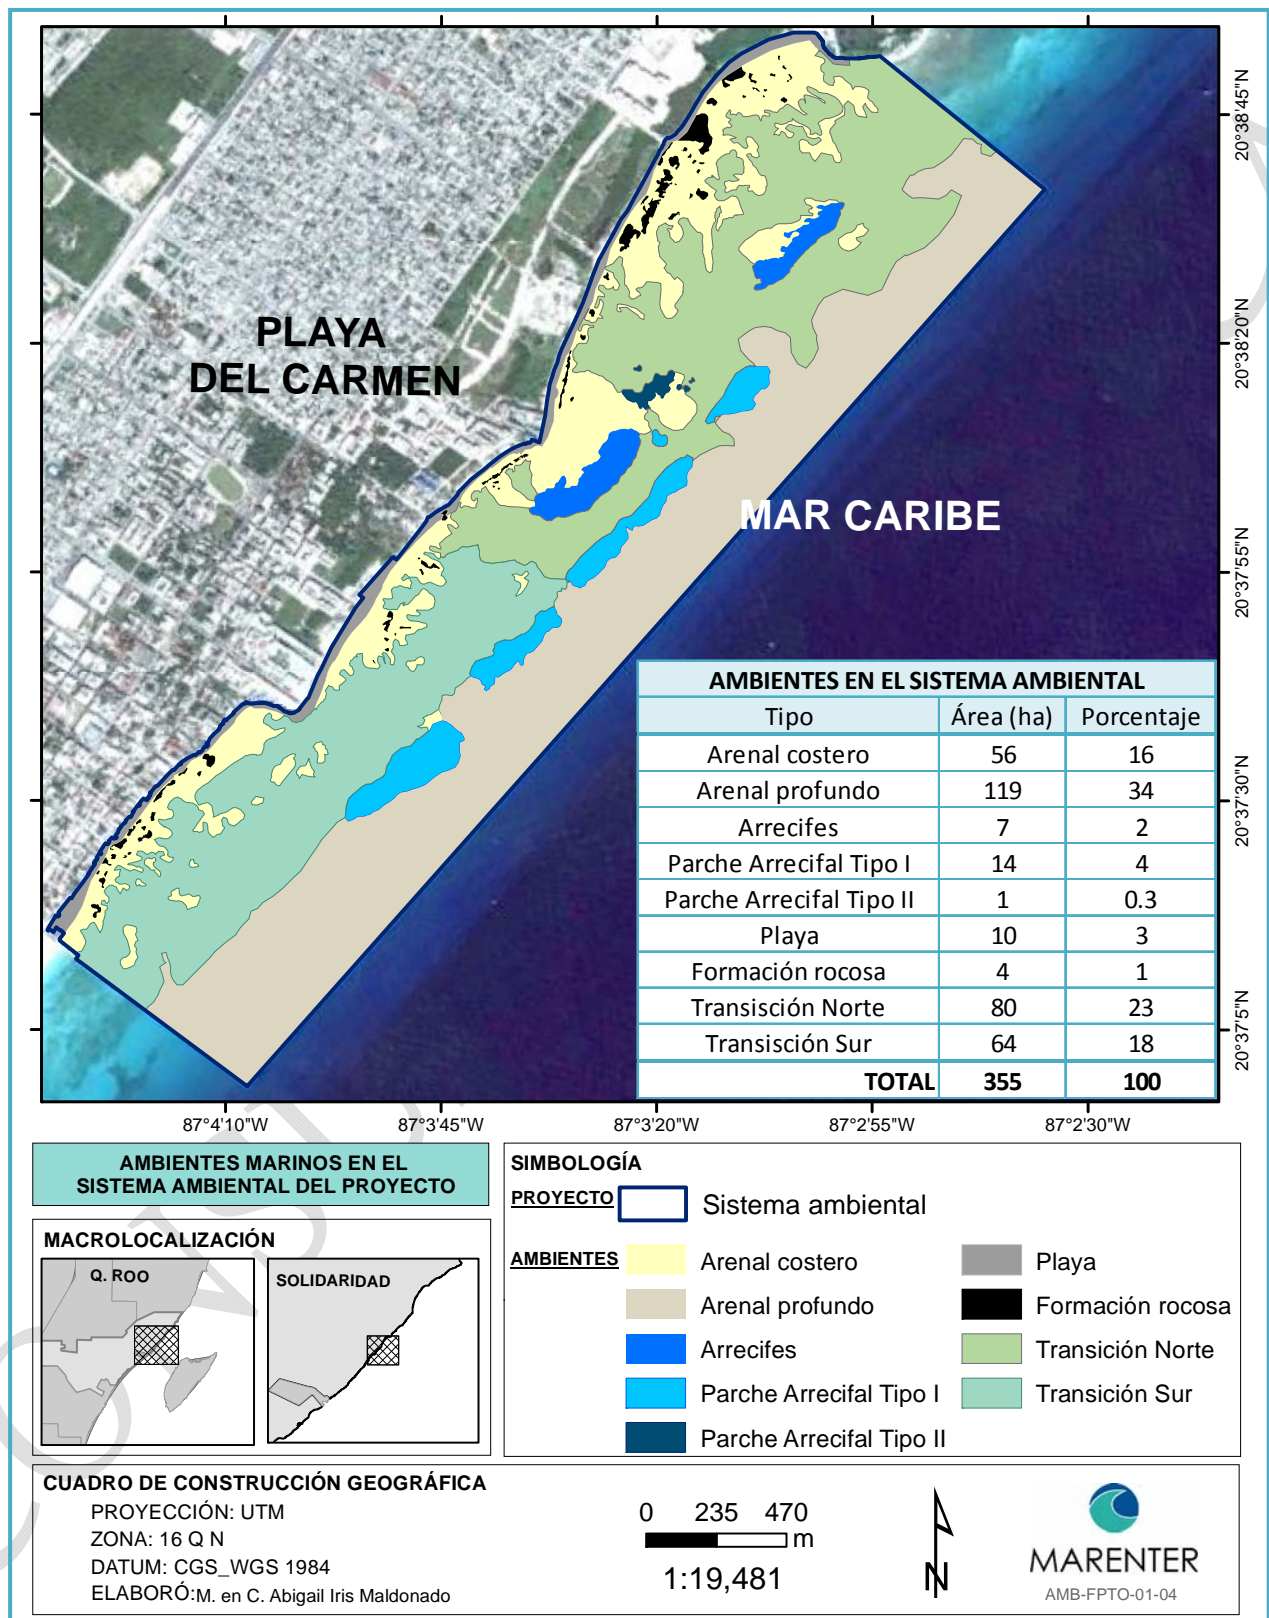 20°38'45"N
20°38'20"N
20°37'55"N
20°37'30"N
20°37'5"N
PLAYA
DEL CARMEN
MAR CARIBE
AMBIENTES EN EL SISTEMA AMBIENTAL
Tipo Área (ha) Porcentaje
Arenal costero 56 16
Arenal profundo 119 34
Arrecifes 7 2
Parche Arrecifal Tipo I 14 4
Parche Arrecifal Tipo II 1 0.3
Playa 10 3
Formación rocosa 4 1
Transisción Norte 80 23
Transisción Sur 64 18
TOTAL 355 100
87°4'10"W 87°3'45"W 87°3'20"W 87°2'55"W 87°2'30"W
AMBIENTES MARINOS EN EL
SISTEMA AMBIENTAL DEL PROYECTO
MACROLOCALIZACIÓN
Q. ROO
SOLIDARIDAD
SIMBOLOGÍA
PROYECTO Sistema ambiental
AMBIENTES
Arenal costero
Arenal profundo
Arrecifes
Parche Arrecifal Tipo I
Parche Arrecifal Tipo II
Playa
Formación rocosa
Transición Norte
Transición Sur
CUADRO DE CONSTRUCCIÓN GEOGRÁFICA
PROYECCIÓN: UTM
ZONA: 16 Q N
DATUM: CGS_WGS 1984
ELABORÓ:M. en C. Abigail Iris Maldonado
0 235 470
m
1:19,481
N
MARENTER
AMB-FPTO-01-04